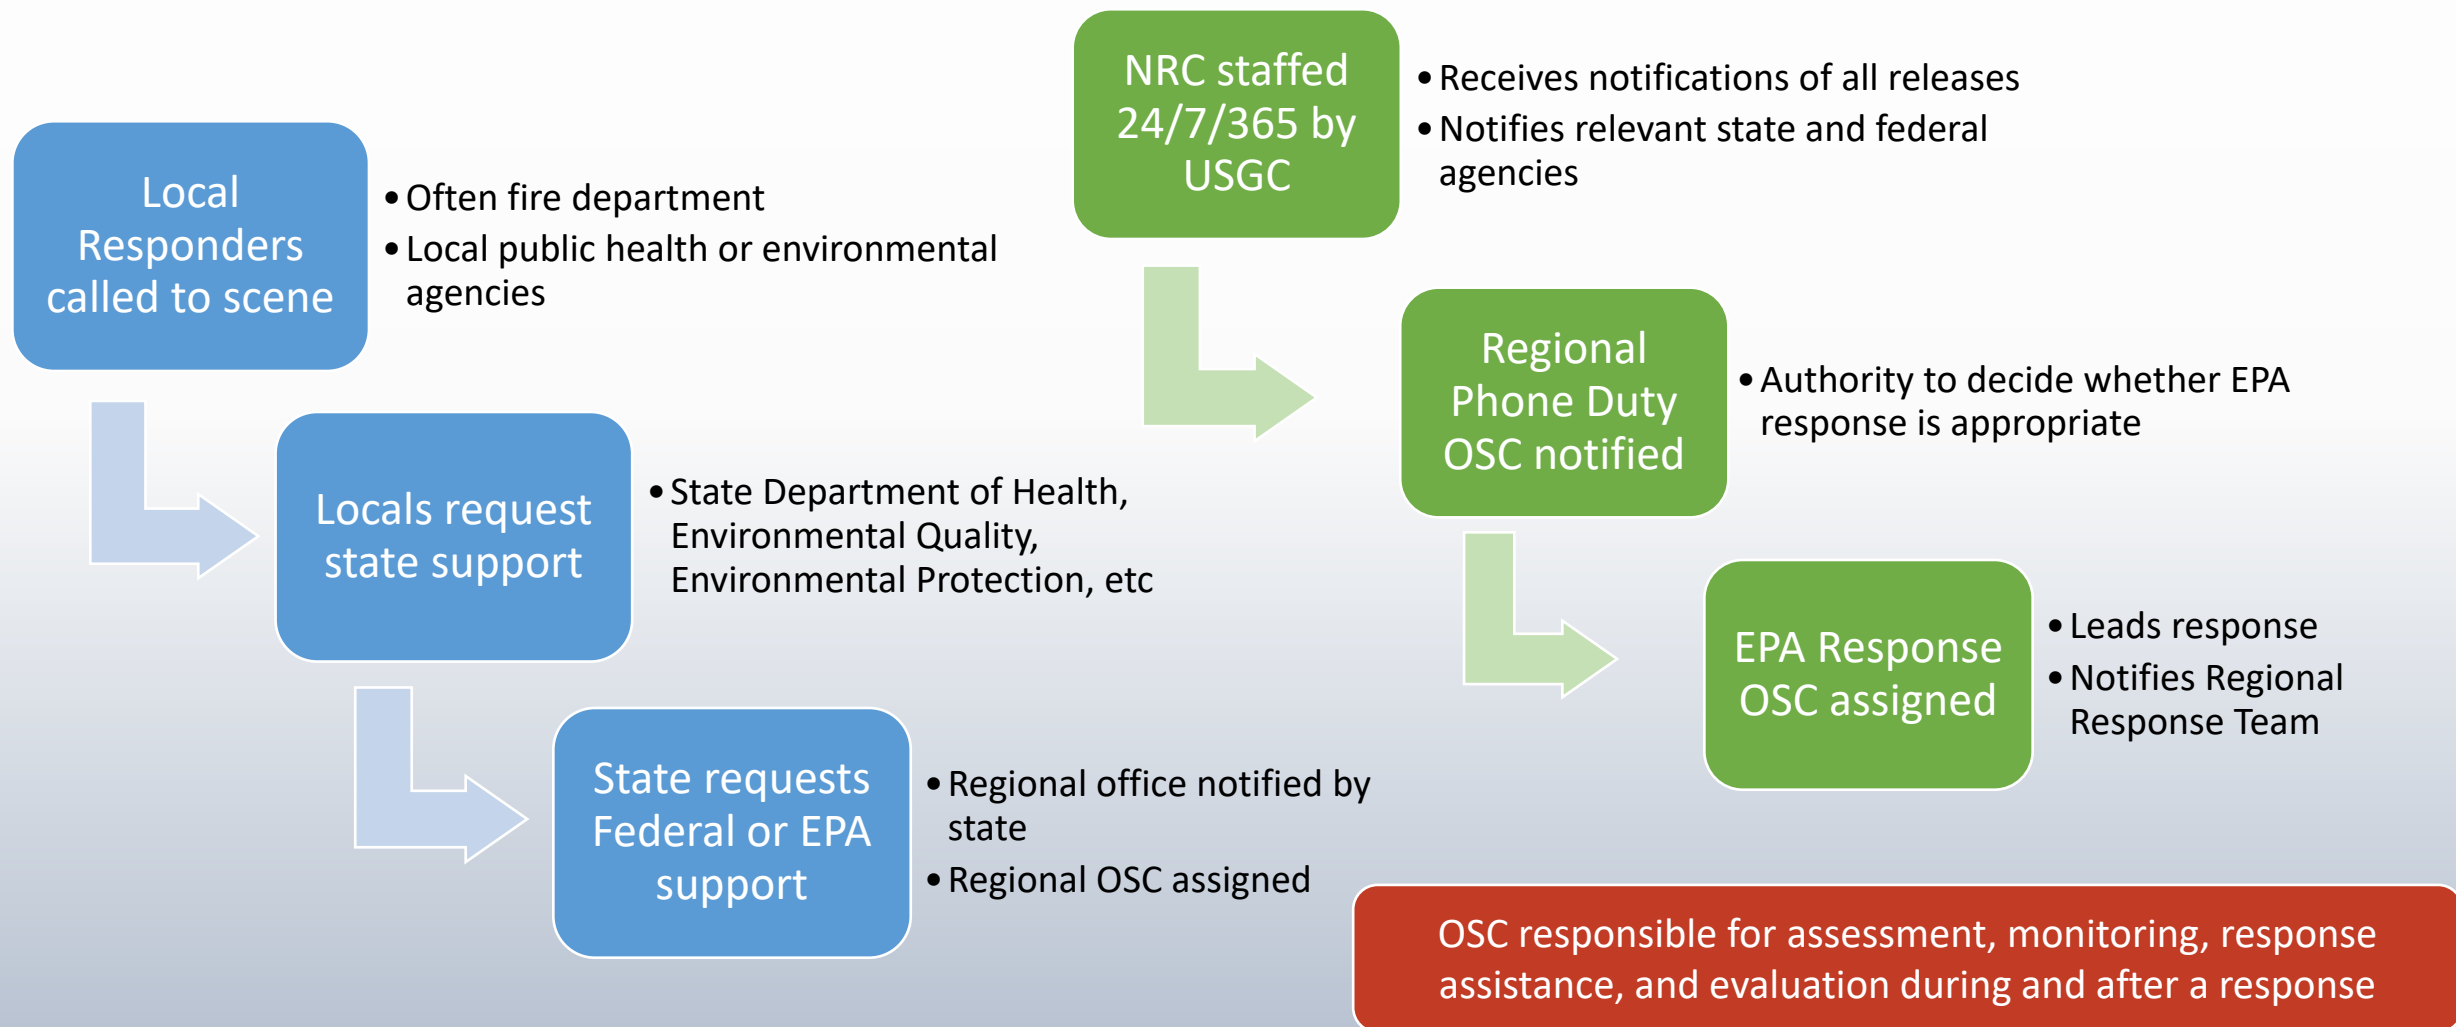 Local
Responders
called to scene
• Often fire department
• Local public health or environmental
agencies
Locals request
state support
• State Department of Health,
Environmental Quality,
Environmental Protection, etc
State requests
Federal or EPA
support
• Regional office notified by
state
• Regional OSC assigned
NRC staffed
24/7/365 by
USGC
• Receives notifications of all releases
• Notifies relevant state and federal
agencies
Regional
Phone Duty
OSC notified
• Authority to decide whether EPA
response is appropriate
EPA Response
OSC assigned
• Leads response
• Notifies Regional
Response Team
OSC responsible for assessment, monitoring, response
assistance, and evaluation during and after a response